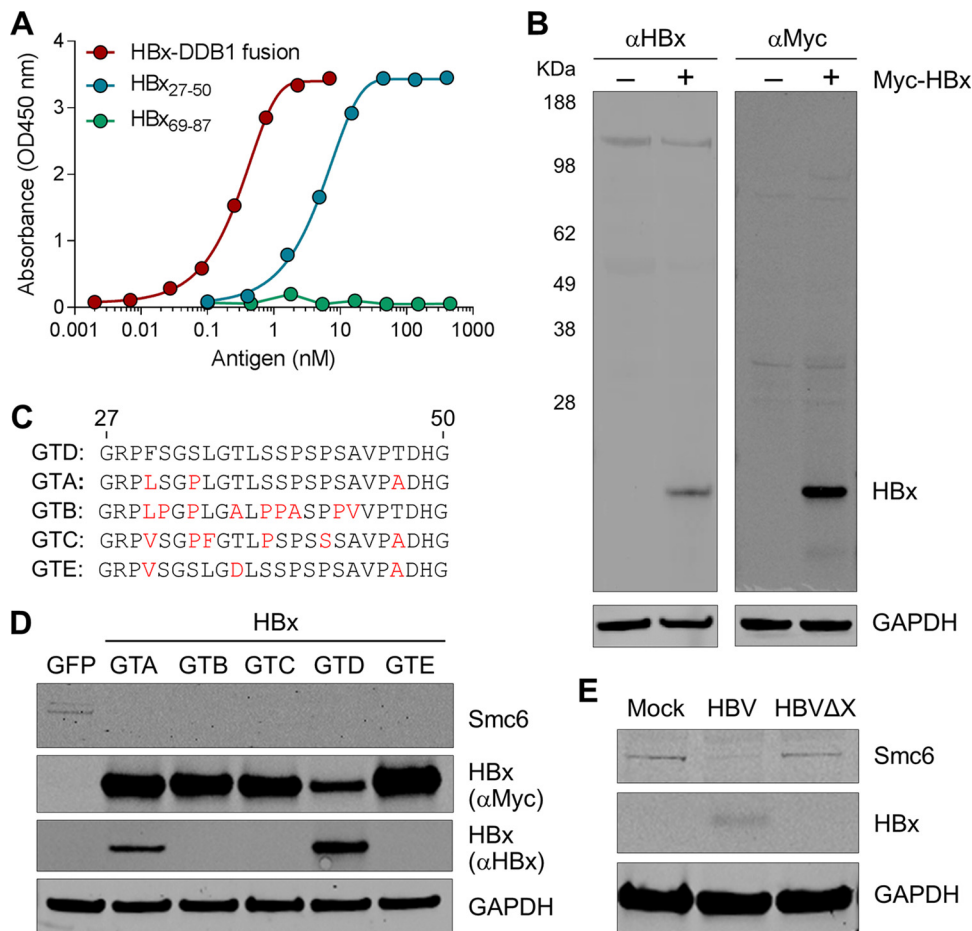 A
4
3
2
1
0
Absorbance (OD450 nm)
HBx-DDB1 fusion
HBx27-50
HBx69-87
0.001 0.01 0.1 1 10 100 1000
Antigen (nM)
B
αHBx αMyc
KDa
– + – + Myc-HBx
188
98
62
49
38
28
HBx
GAPDH
C
27 50
GTD: GRPFSGSLGTLSSPSPSAVPTDHG
GTA: GRPLSGPLGTLSSPSPSAVPADHG
GTB: GRPLPGPLGALPPASPPVVPTDHG
GTC: GRPVSGPFGTLPSPSSSAVPADHG
GTE: GRPVSGSLGDLSSPSPSAVPADHG
D
HBx
GFP GTA GTB GTC GTD GTE
Smc6
HBx
(αMyc)
HBx
(αHBx)
GAPDH
E
Mock HBV HBVΔX
Smc6
HBx
GAPDH